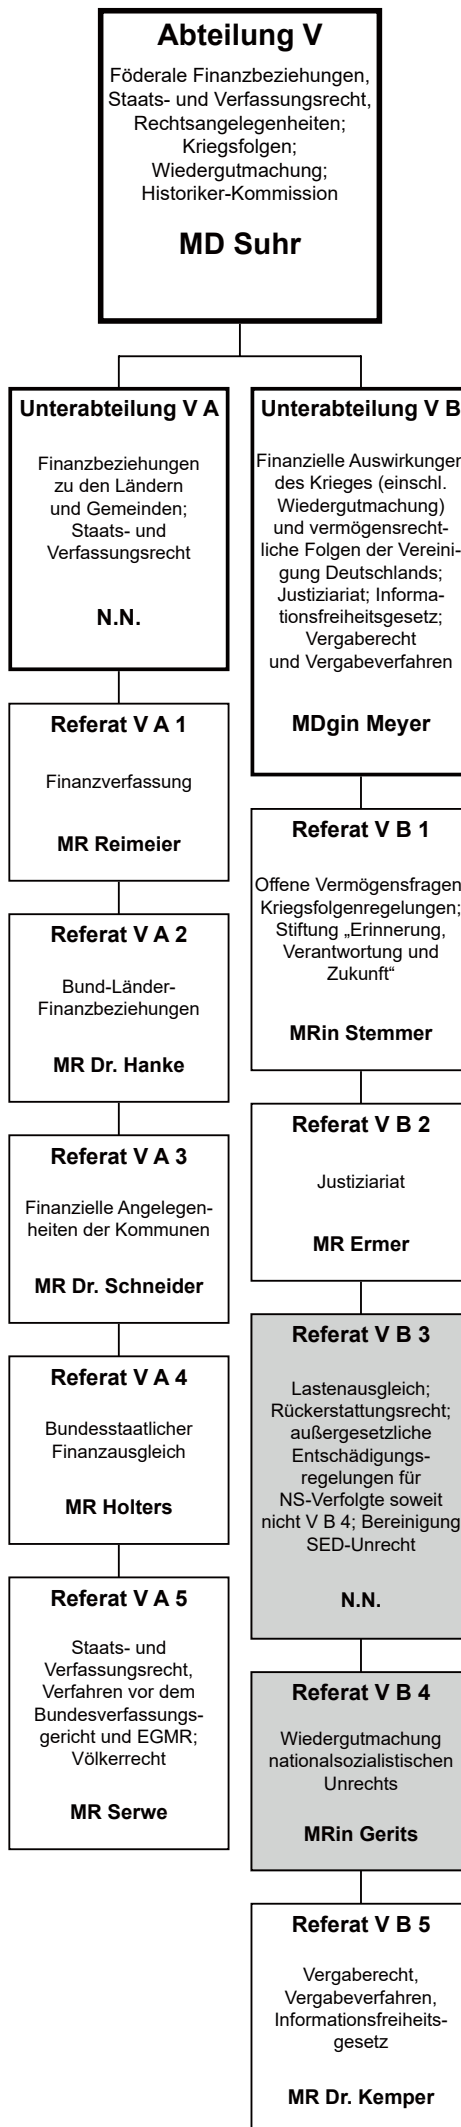 Abteilung V
Föderale Finanzbeziehungen,
Staats- und Verfassungsrecht,
Rechtsangelegenheiten;
Kriegsfolgen;
Wiedergutmachung;
Historiker-Kommission
MD Suhr
Unterabteilung V A
Finanzbeziehungen
zu den Ländern
und Gemeinden;
Staats- und
Verfassungsrecht
N.N.
Referat V A 1
Finanzverfassung
MR Reimeier
Referat V A 2
Bund-Länder-
Finanzbeziehungen
MR Dr. Hanke
Referat V A 3
Finanzielle Angelegen-
heiten der Kommunen
MR Dr. Schneider
Referat V A 4
Bundesstaatlicher
Finanzausgleich
MR Holters
Referat V A 5
Staats- und
Verfassungsrecht,
Verfahren vor dem
Bundesverfassungs-
gericht und EGMR;
Völkerrecht
MR Serwe
Unterabteilung V B
Finanzielle Auswirkungen
des Krieges (einschl.
Wiedergutmachung)
und vermögensrecht-
liche Folgen der Vereini-
gung Deutschlands;
Justiziariat; Informa-
tionsfreiheitsgesetz;
Vergaberecht
und Vergabeverfahren
MDgin Meyer
Referat V B 1
Offene Vermögensfragen
Kriegsfolgenregelungen;
Stiftung „Erinnerung,
Verantwortung und
Zukunft“
MRin Stemmer
Referat V B 2
Justiziariat
MR Ermer
Referat V B 3
Lastenausgleich;
Rückerstattungsrecht;
außergesetzliche
Entschädigungs-
regelungen für
NS-Verfolgte soweit
nicht V B 4; Bereinigung
SED-Unrecht
N.N.
Referat V B 4
Wiedergutmachung
nationalsozialistischen
Unrechts
MRin Gerits
Referat V B 5
Vergaberecht,
Vergabeverfahren,
Informationsfreiheits-
gesetz
MR Dr. Kemper